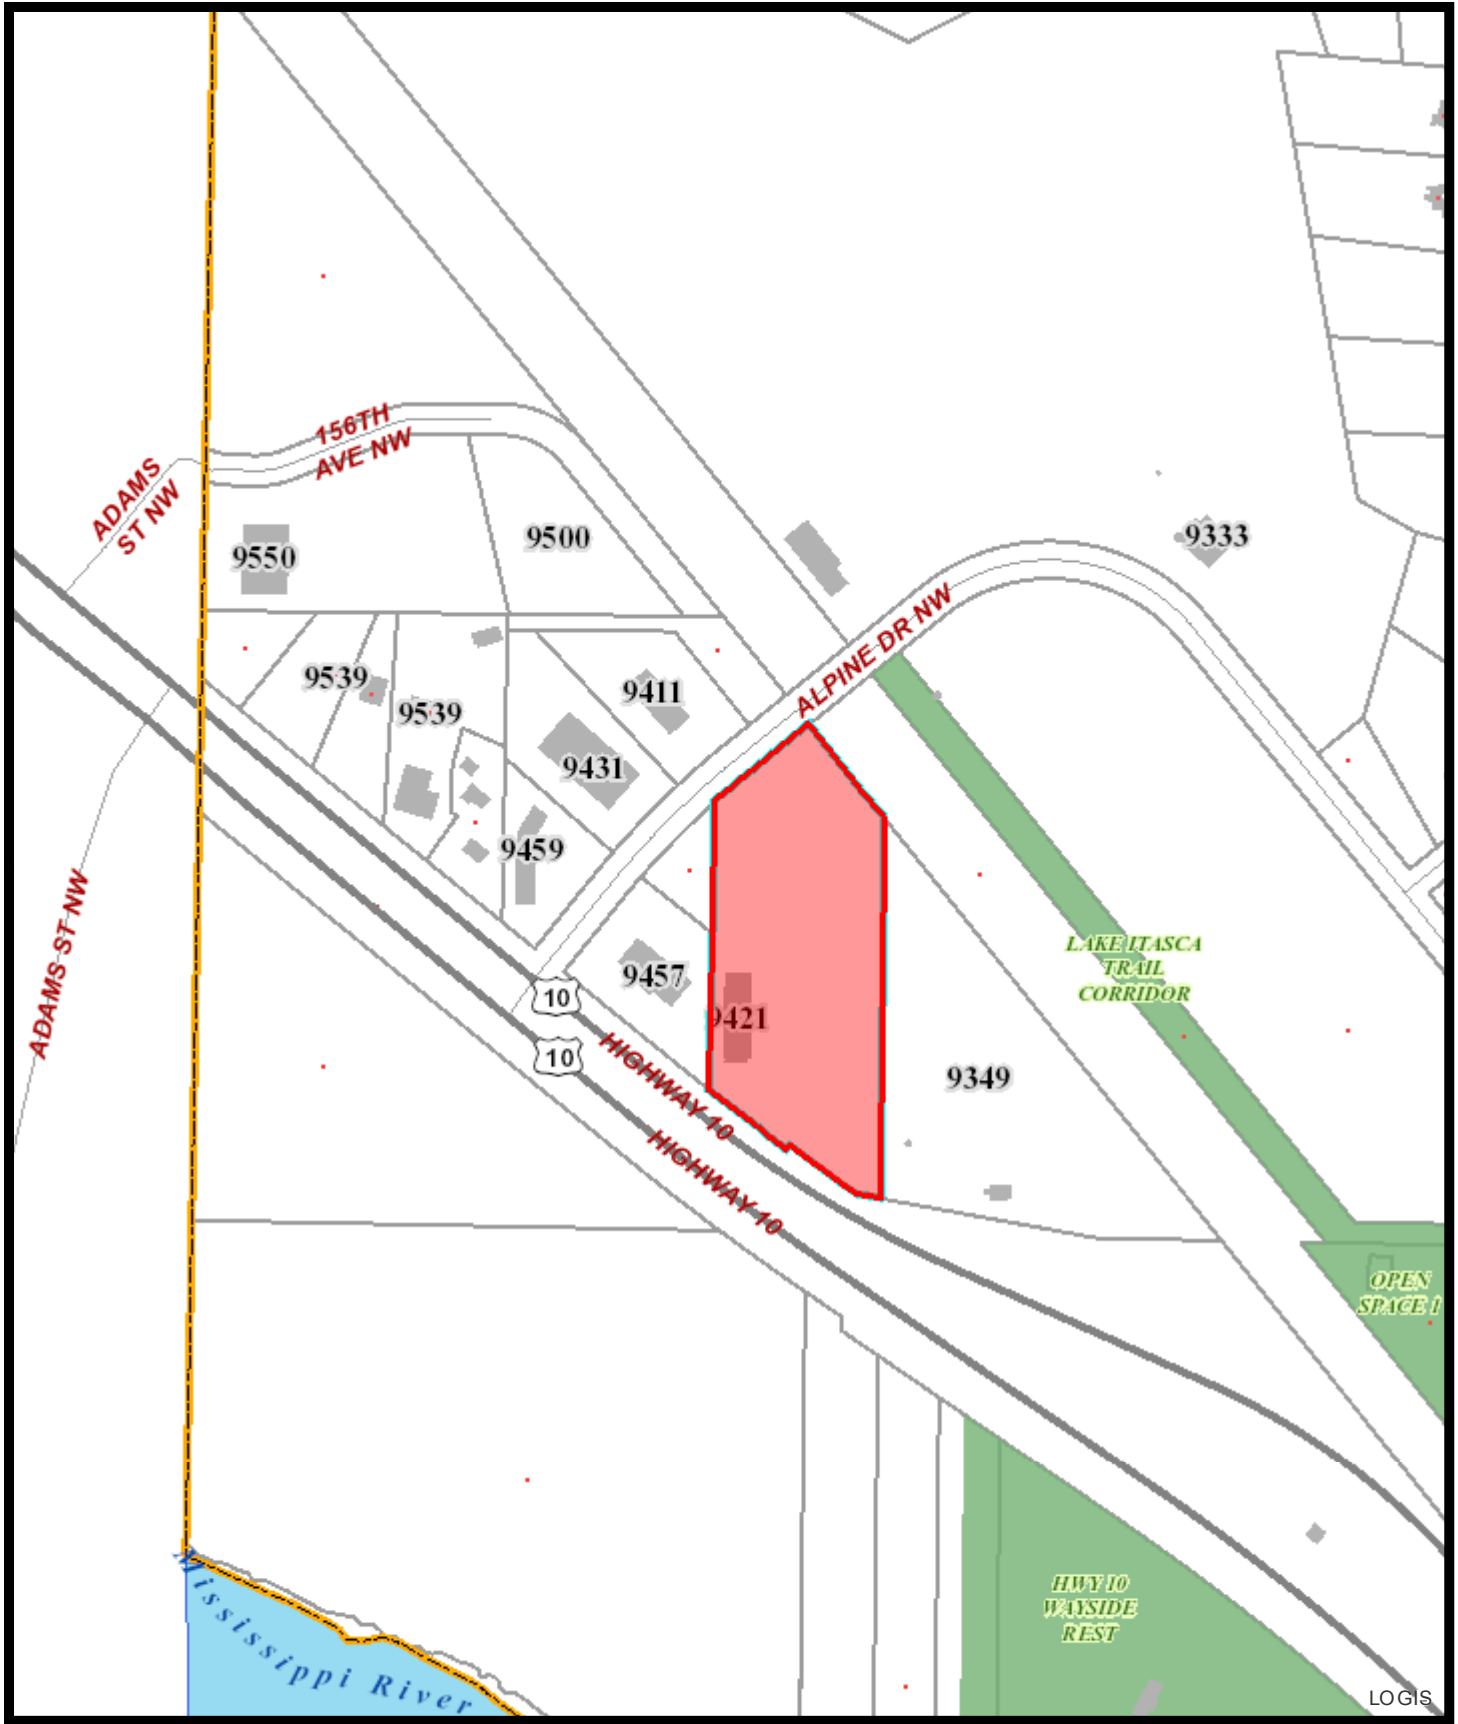 156TH
AVE NW
ADAMS
ST NW
9550
9500
9333
ALPINE DR NW
9539
9539
9411
9431
9459
ADAMS ST NW
9457
9421
9349
LAKE ITASCA
TRAIL
CORRIDOR
10
10
HIGHWAY 10
HIGHWAY 10
OPEN
SPACE 1
HWY 10
WAYSIDE
REST
Mississippi River
LOGIS